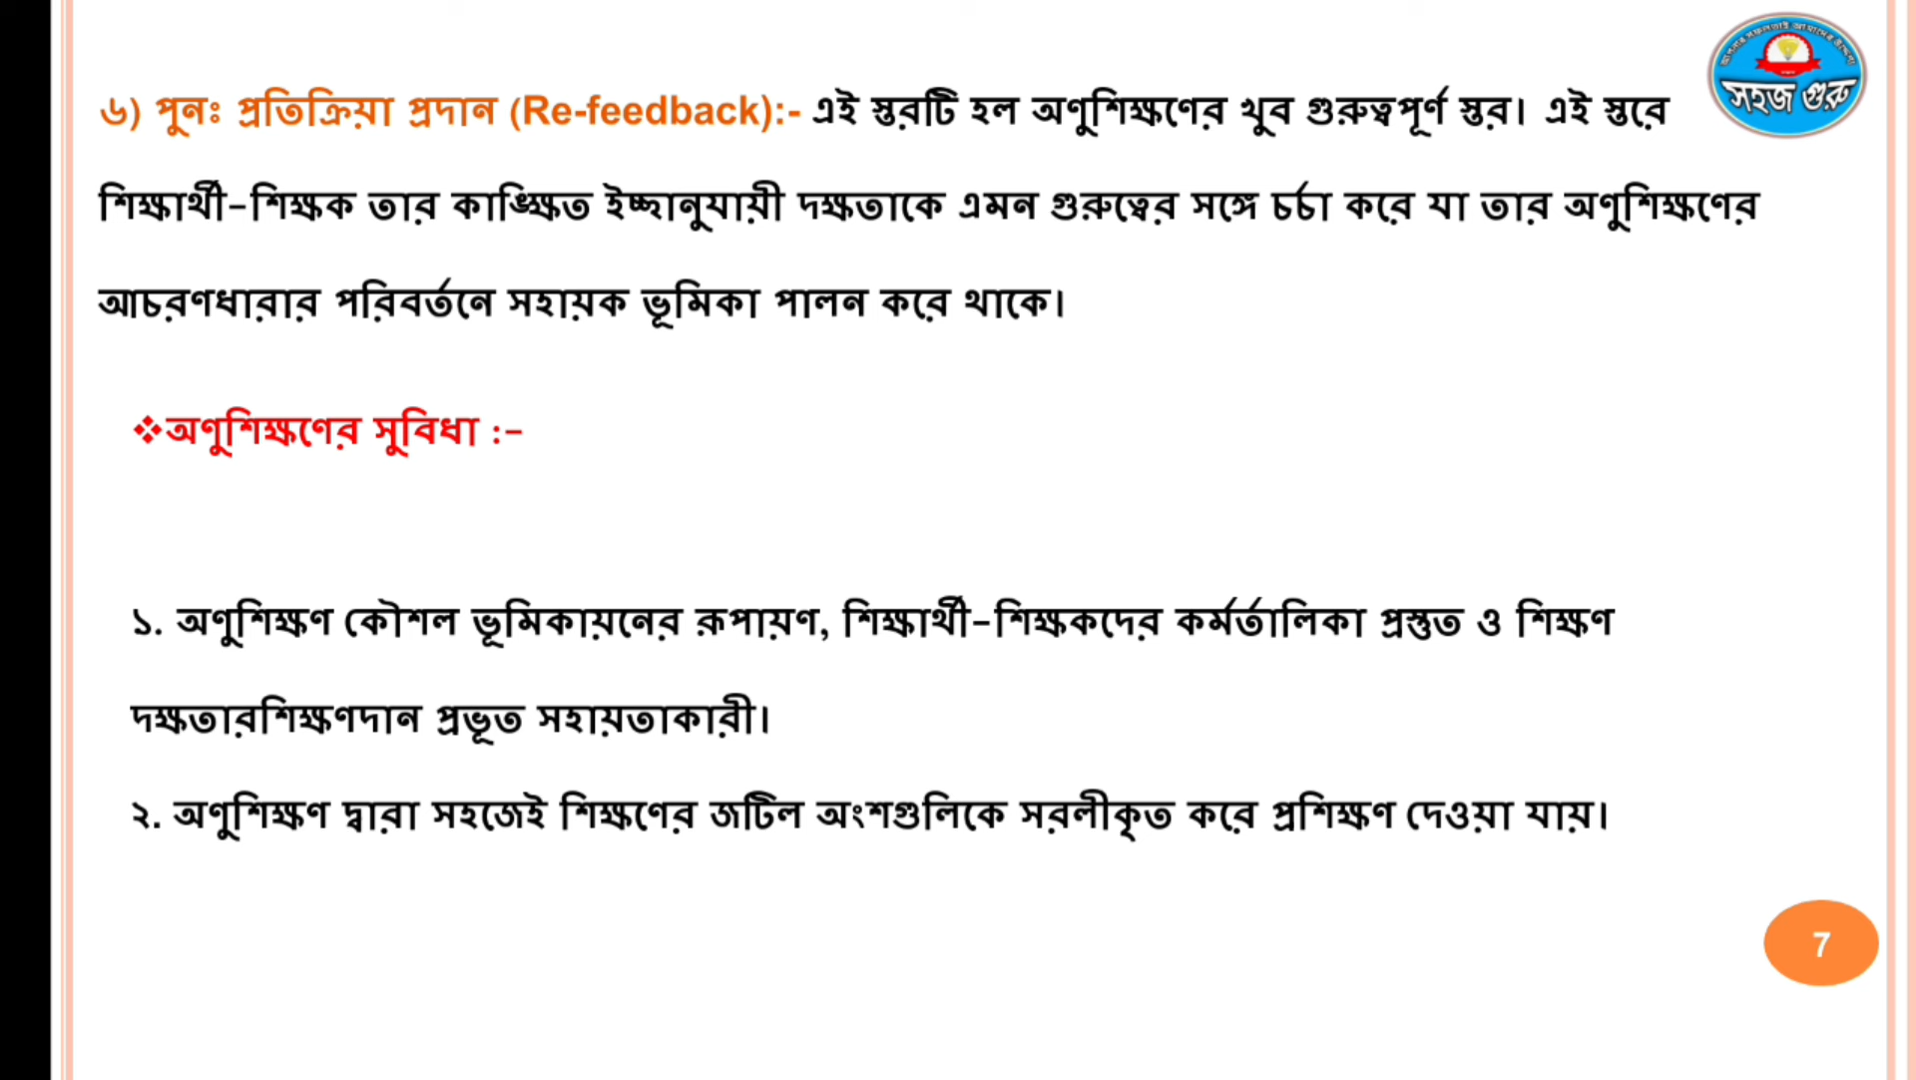 সহজ গুরু
৬) পুনঃ প্রতিক্রিয়া প্রদান (Re-feedback):- এই স্তরটি হল অণুশিক্ষণের খুব গুরুত্বপূর্ণ স্তর। এই স্তরে
শিক্ষার্থী-শিক্ষক তার কাঙ্ক্ষিত ইচ্ছানুযায়ী দক্ষতাকে এমন গুরুত্বের সঙ্গে চর্চা করে যা তার অণুশিক্ষণের
আচরণধারার পরিবর্তনে সহায়ক ভূমিকা পালন করে থাকে।
❖অণুশিক্ষণের সুবিধা :-
১. অণুশিক্ষণ কৌশল ভূমিকায়নের রূপায়ণ, শিক্ষার্থী-শিক্ষকদের কর্মর্তালিকা প্রস্তুত ও শিক্ষণ
দক্ষতারশিক্ষণদান প্রভূত সহায়তাকারী।
২. অণুশিক্ষণ দ্বারা সহজেই শিক্ষণের জটিল অংশগুলিকে সরলীকৃত করে প্রশিক্ষণ দেওয়া যায়।
7